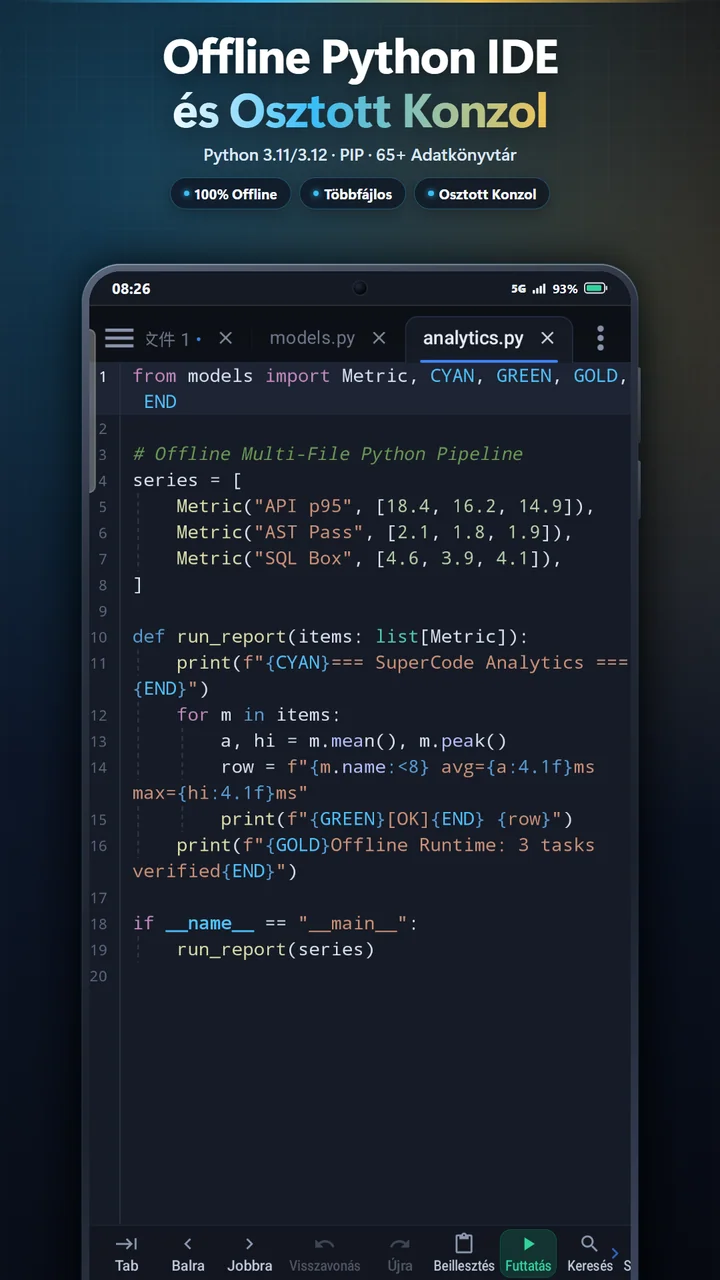 Offline Python IDE
és Osztott Konzol
Python 3.11/3.12 · PIP · 65+ Adatkönyvtár
100% Offline
Többfájlos
Osztott Konzol
08:26
5G
93%
文件 1
models.py
analytics.py
1 from models import Metric, CYAN, GREEN, GOLD,
END
2
3 # Offline Multi-File Python Pipeline
4 series = [
5 Metric("API p95", [18.4, 16.2, 14.9]),
6 Metric("AST Pass", [2.1, 1.8, 1.9]),
7 Metric("SQL Box", [4.6, 3.9, 4.1]),
8 ]
9
10 def run_report(items: list[Metric]):
11 print(f"{CYAN}=== SuperCode Analytics ===
{END}")
12 for m in items:
13 a, hi = m.mean(), m.peak()
14 row = f"{m.name:<8} avg={a:4.1f}ms
max={hi:4.1f}ms"
15 print(f"{GREEN}[OK]{END} {row}")
16 print(f"{GOLD}Offline Runtime: 3 tasks
verified{END}")
17
18 if __name__ == "__main__":
19 run_report(series)
20
Tab
Balra
Jobbra
Visszavonás
Újra
Beillesztés
Futtatás
Keresés
S